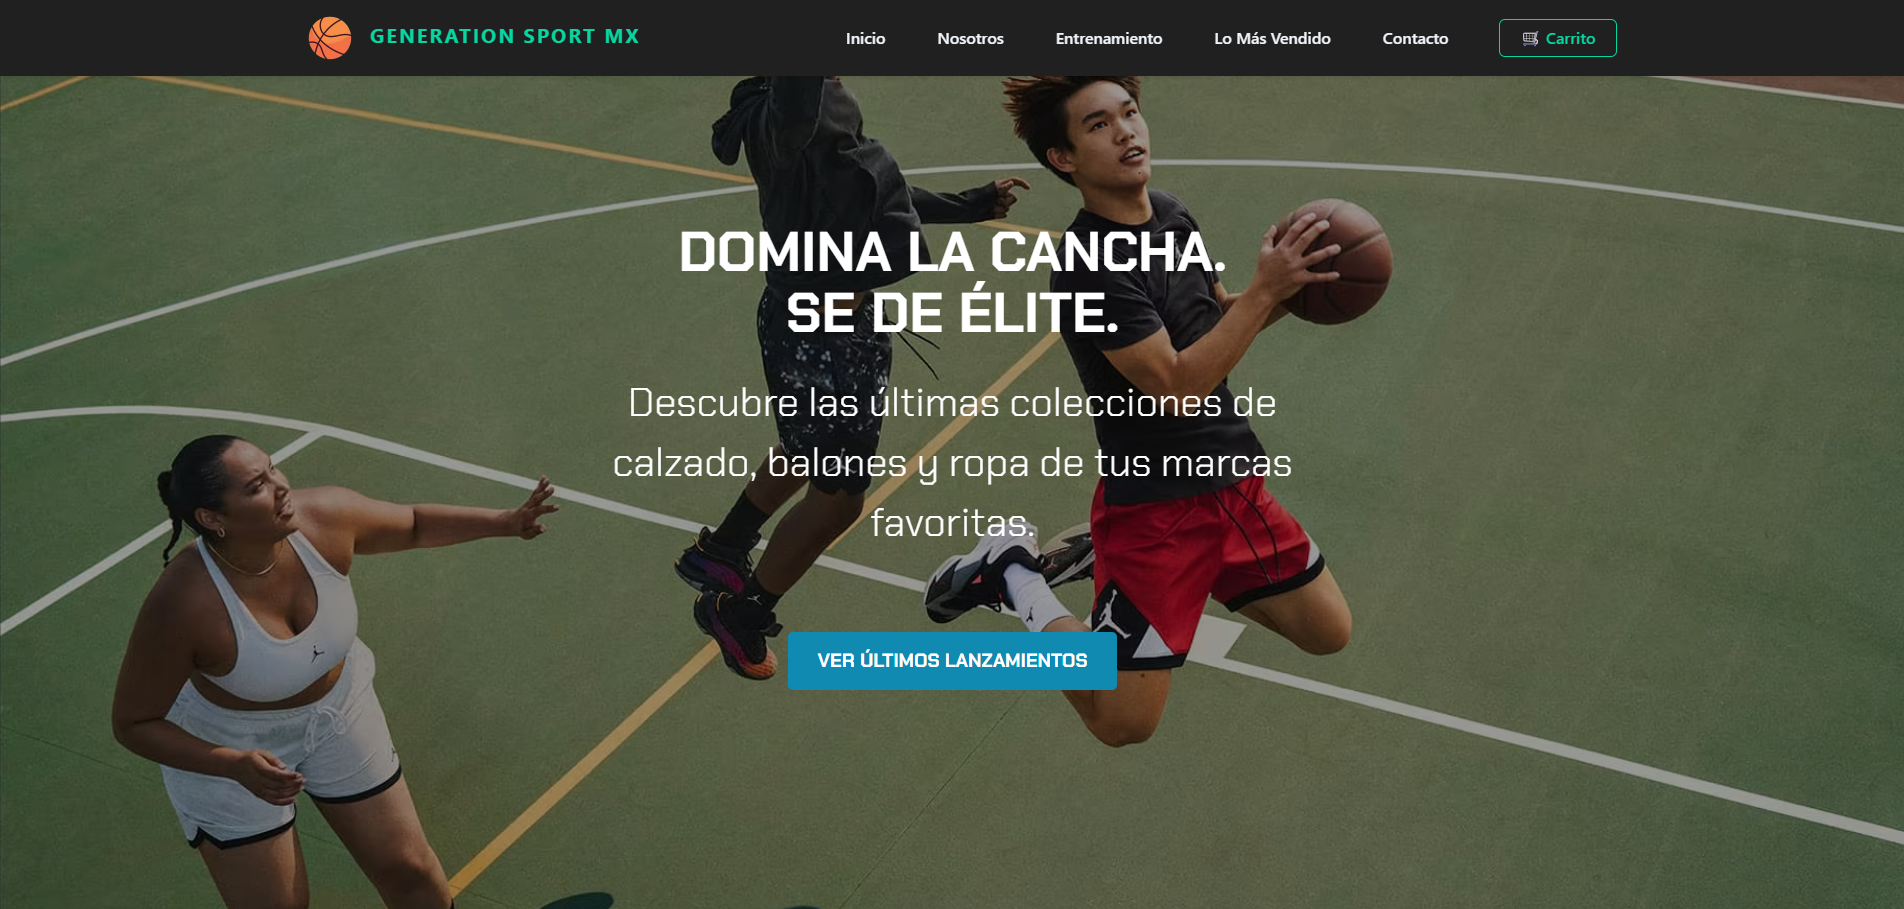 GENERATION SPORT MX
Inicio
Nosotros
Entrenamiento
Lo Más Vendido
Contacto
Carrito
DOMINA LA CANCHA.
SE DE ÉLITE.
Descubre las últimas colecciones de
calzado, balones y ropa de tus marcas
favoritas.
VER ÚLTIMOS LANZAMIENTOS